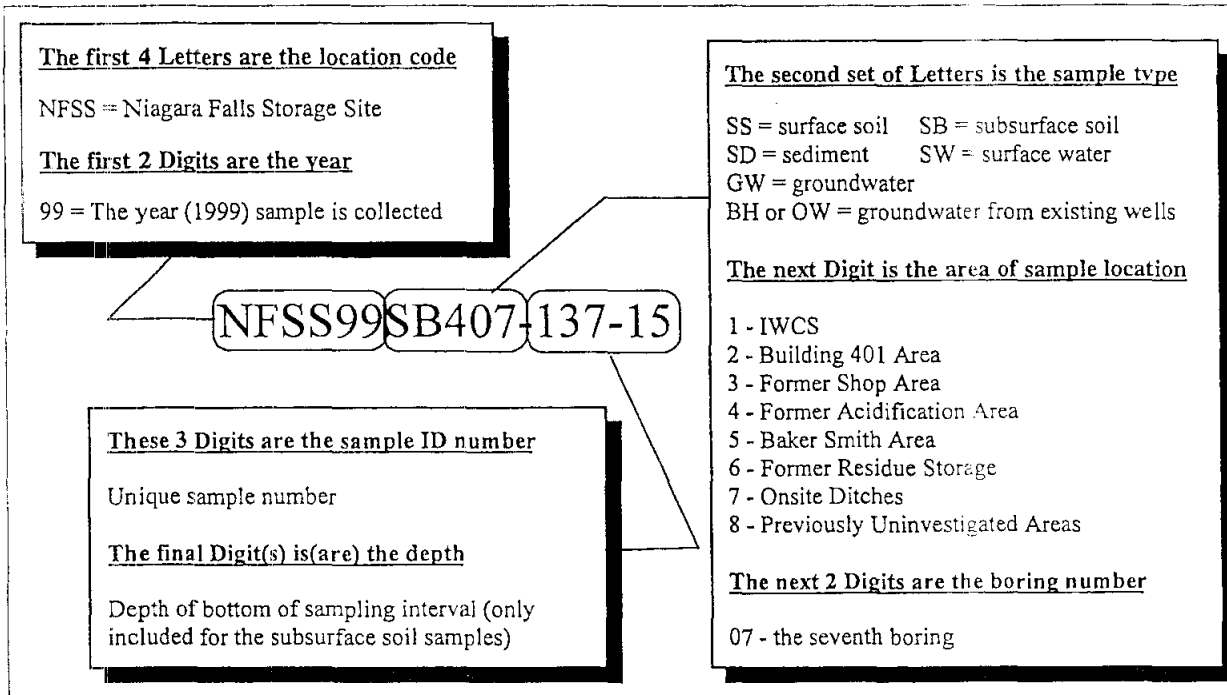 The first 4 Letters are the location code
NFSS = Niagara Falls Storage Site
The first 2 Digits are the year
99 = The year (1999) sample is collected
The second set of Letters is the sample type
SS = surface soil SB = subsurface soil
SD = sediment SW = surface water
GW = groundwater
BH or OW = groundwater from existing wells
The next Digit is the area of sample location
1 - IWCS
2 - Building 401 Area
3 - Former Shop Area
4 - Former Acidification Area
5 - Baker Smith Area
6 - Former Residue Storage
7 - Onsite Ditches
8 - Previously Uninvestigated Areas
The next 2 Digits are the boring number
07 - the seventh boring
NFSS99SB407-137-15
These 3 Digits are the sample ID number
Unique sample number
The final Digit(s) is(are) the depth
Depth of bottom of sampling interval (only
included for the subsurface soil samples)